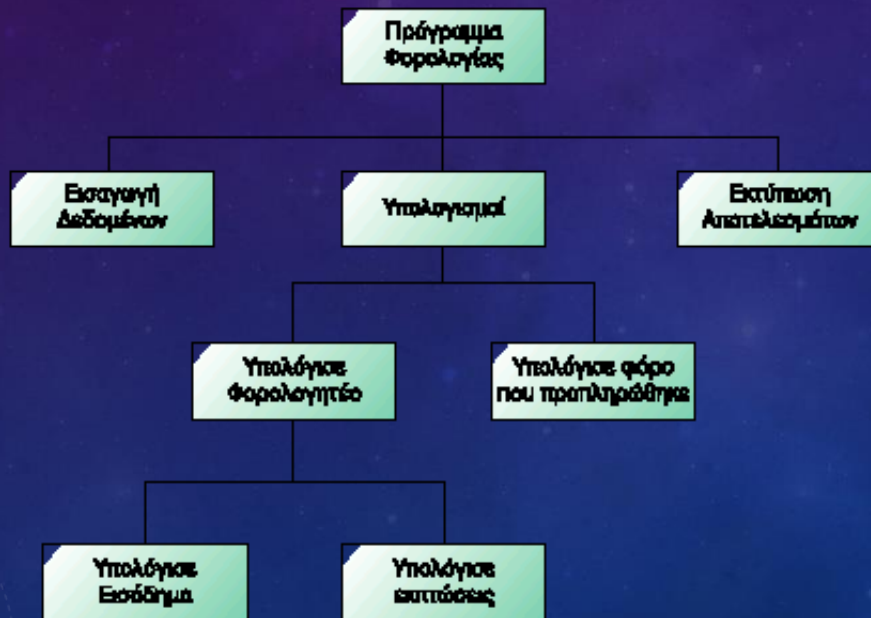 Πρόγραμμα
Φορολογίας
Εισαγωγή
Δεδομένων
Υπολογισμοί
Εκτύπωση
Αποτελεσμάτων
Υπολόγισε
Φορολογητέο
Υπολόγισε φόρο
που προπληρώθηκε
Υπολόγισε
Εισόδημα
Υπολόγισε
εκπτώσεις